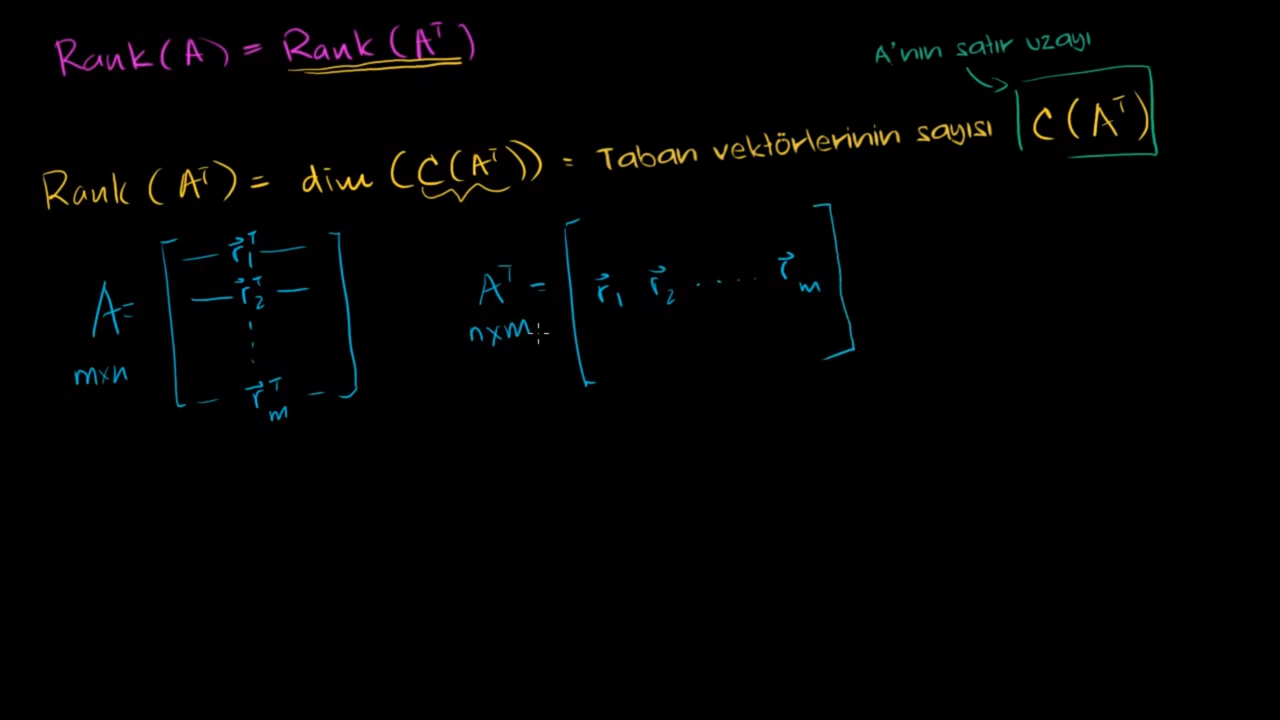 Rank(A) = Rank(Aᵀ)
A'nın satır uzayı
Rank(Aᵀ) = dim(C(Aᵀ)) = Taban vektörlerinin sayısı C(Aᵀ)
A =
m×n
r⃗₁ᵀ
r⃗₂ᵀ
⋮
r⃗ₘᵀ
Aᵀ =
n×m
r⃗₁ r⃗₂ ..... r⃗ₘ